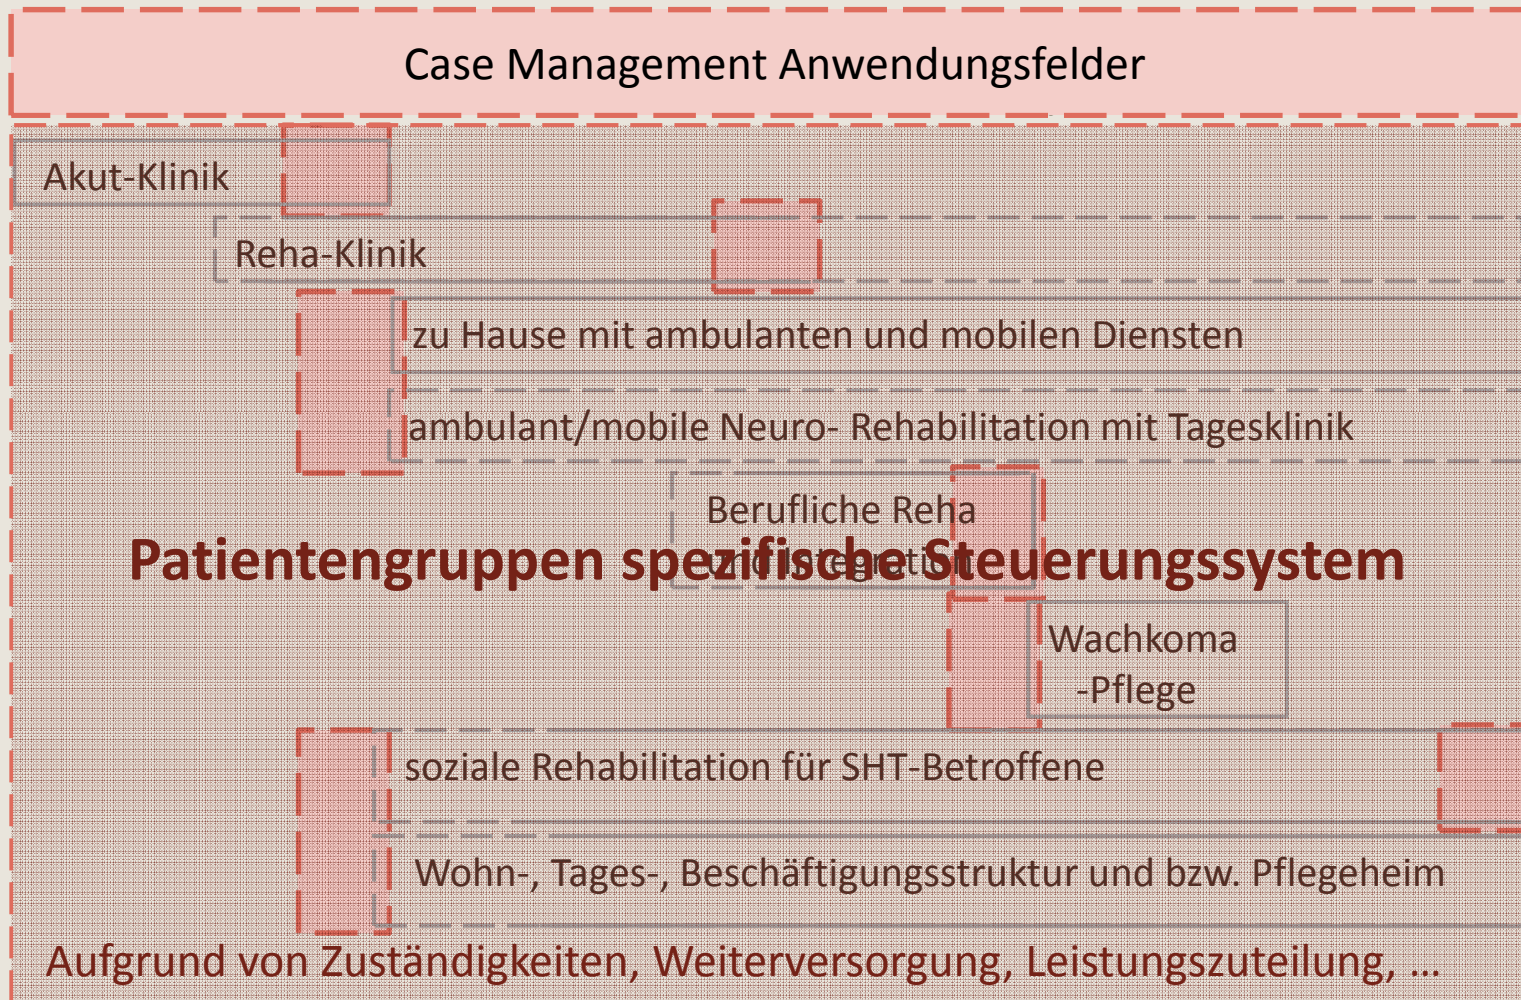 Case Management Anwendungsfelder
Akut-Klinik
Reha-Klinik
zu Hause mit ambulanten und mobilen Diensten
ambulant/mobile Neuro- Rehabilitation mit Tagesklinik
Berufliche Reha
und Integration
Patientengruppen spezifische Steuerungssystem
Wachkoma
-Pflege
soziale Rehabilitation für SHT-Betroffene
Wohn-, Tages-, Beschäftigungsstruktur und bzw. Pflegeheim
Aufgrund von Zuständigkeiten, Weiterversorgung, Leistungszuteilung, ...